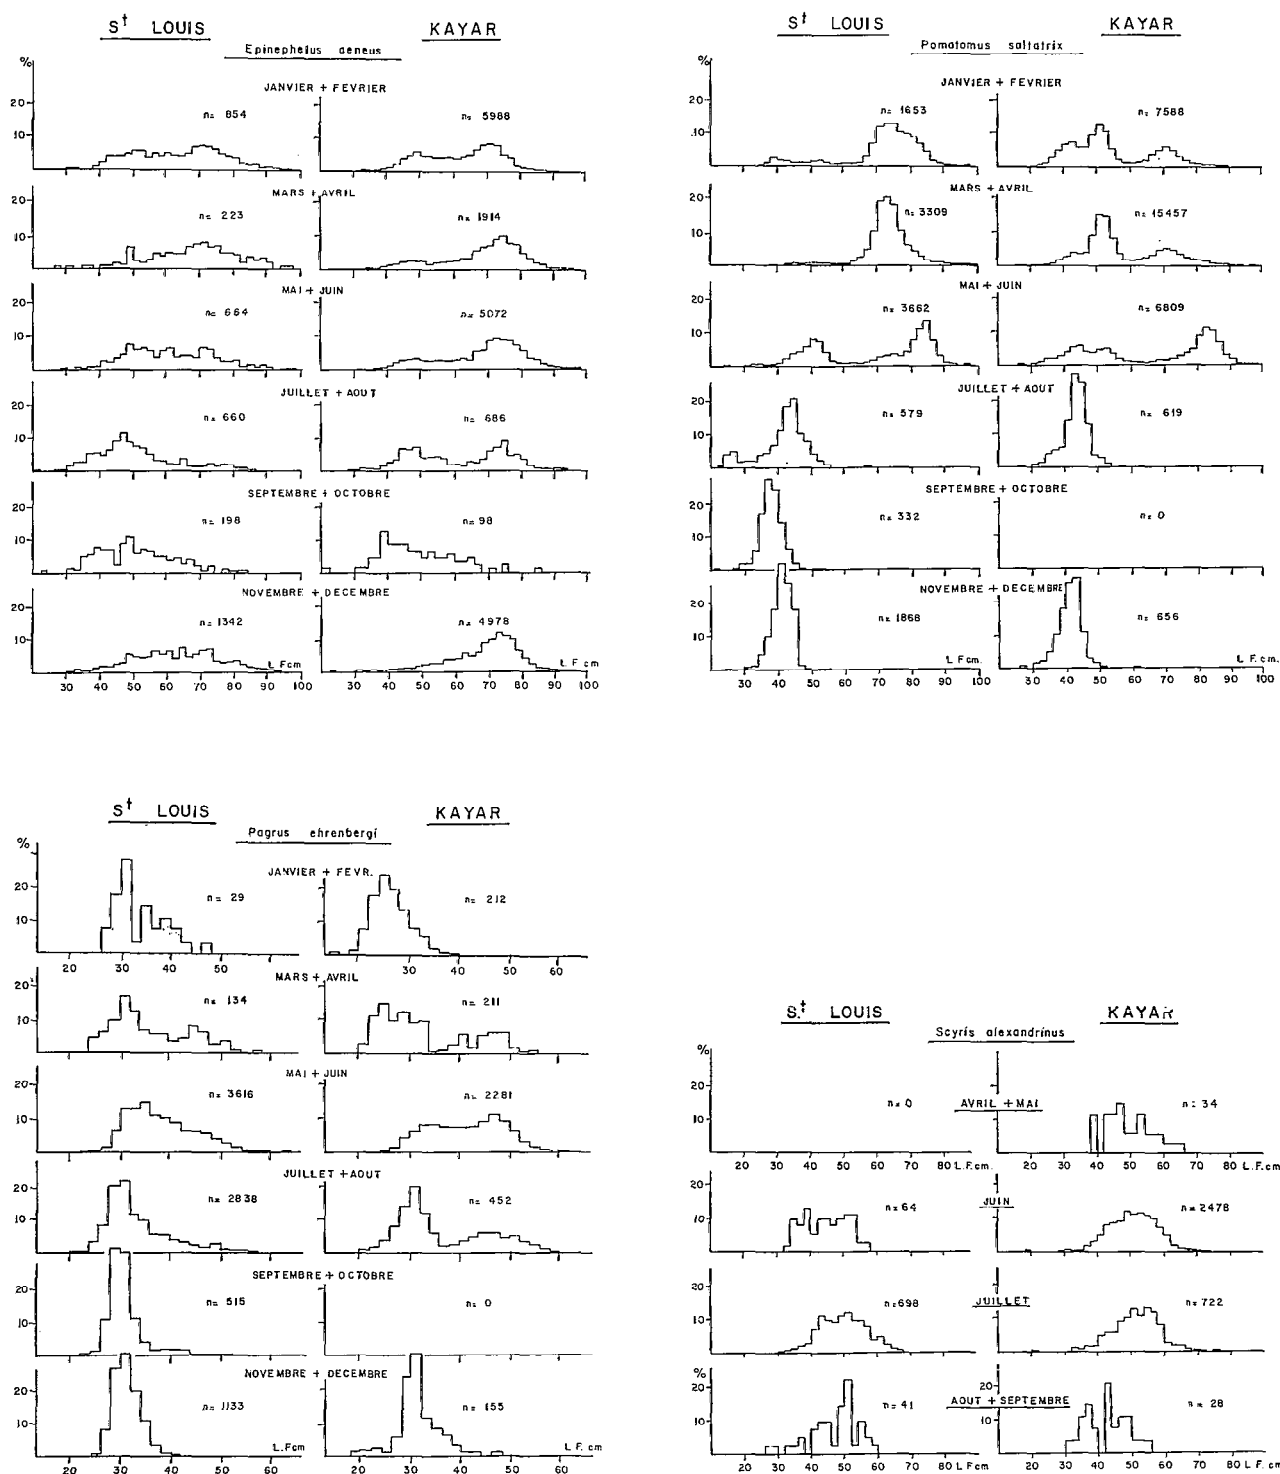 St LOUIS
KAYAR
Epinephelus aeneus
%
JANVIER + FEVRIER
20
10
n= 854
n= 5988
MARS + AVRIL
20
10
n= 223
n= 1914
MAI + JUIN
20
10
n= 664
n= 5072
JUILLET + AOUT
20
10
n= 660
n= 686
SEPTEMBRE + OCTOBRE
20
10
n= 198
n= 98
NOVEMBRE + DECEMBRE
20
10
n= 1342
n= 4978
L Fcm
L F cm
30 40 50 60 70 80 90 100
30 40 50 60 70 80 90 100
St LOUIS
KAYAR
Pomatomus saltatrix
%
JANVIER + FEVRIER
20
10
n= 1653
n= 7588
MARS + AVRIL
20
10
n= 3309
n= 15457
MAI + JUIN
20
10
n= 3662
n= 6809
JUILLET + AOUT
20
10
n= 579
n= 619
SEPTEMBRE + OCTOBRE
20
10
n= 332
n= 0
NOVEMBRE + DECEMBRE
20
10
n= 1868
n= 656
L Fcm.
L F. cm
30 40 50 60 70 80 90 100
30 40 50 60 70 80 90 100
St LOUIS
KAYAR
Pagrus ehrenbergi
%
JANVIER + FEVR.
20
10
n= 29
n= 212
20 30 40 50
30 40 50 60
MARS + AVRIL
20
10
n= 134
n= 211
MAI + JUIN
20
10
n= 3616
n= 2281
JUILLET + AOUT
20
10
n= 2838
n= 452
SEPTEMBRE + OCTOBRE
20
10
n= 515
n= 0
NOVEMBRE + DECEMBRE
20
10
n= 1133
n= 155
L.Fcm
L F. cm
20 30 40 50
20 30 40 50 60
S.t LOUIS
KAYAR
Scyris alexandrinus
%
20
10
AVRIL + MAI
n= 0
n= 34
20 30 40 50 60 70 80 L.F.cm.
20 30 40 50 60 70 80 L.F.cm
JUIN
20
10
n= 64
n= 2478
JUILLET
20
10
n= 698
n= 722
%
AOUT + SEPTEMBRE
20
10
n= 41
20
10
n= 28
20 30 40 50 60 70 80 90 L F cm
20 30 40 50 60 70 80 L.F. cm